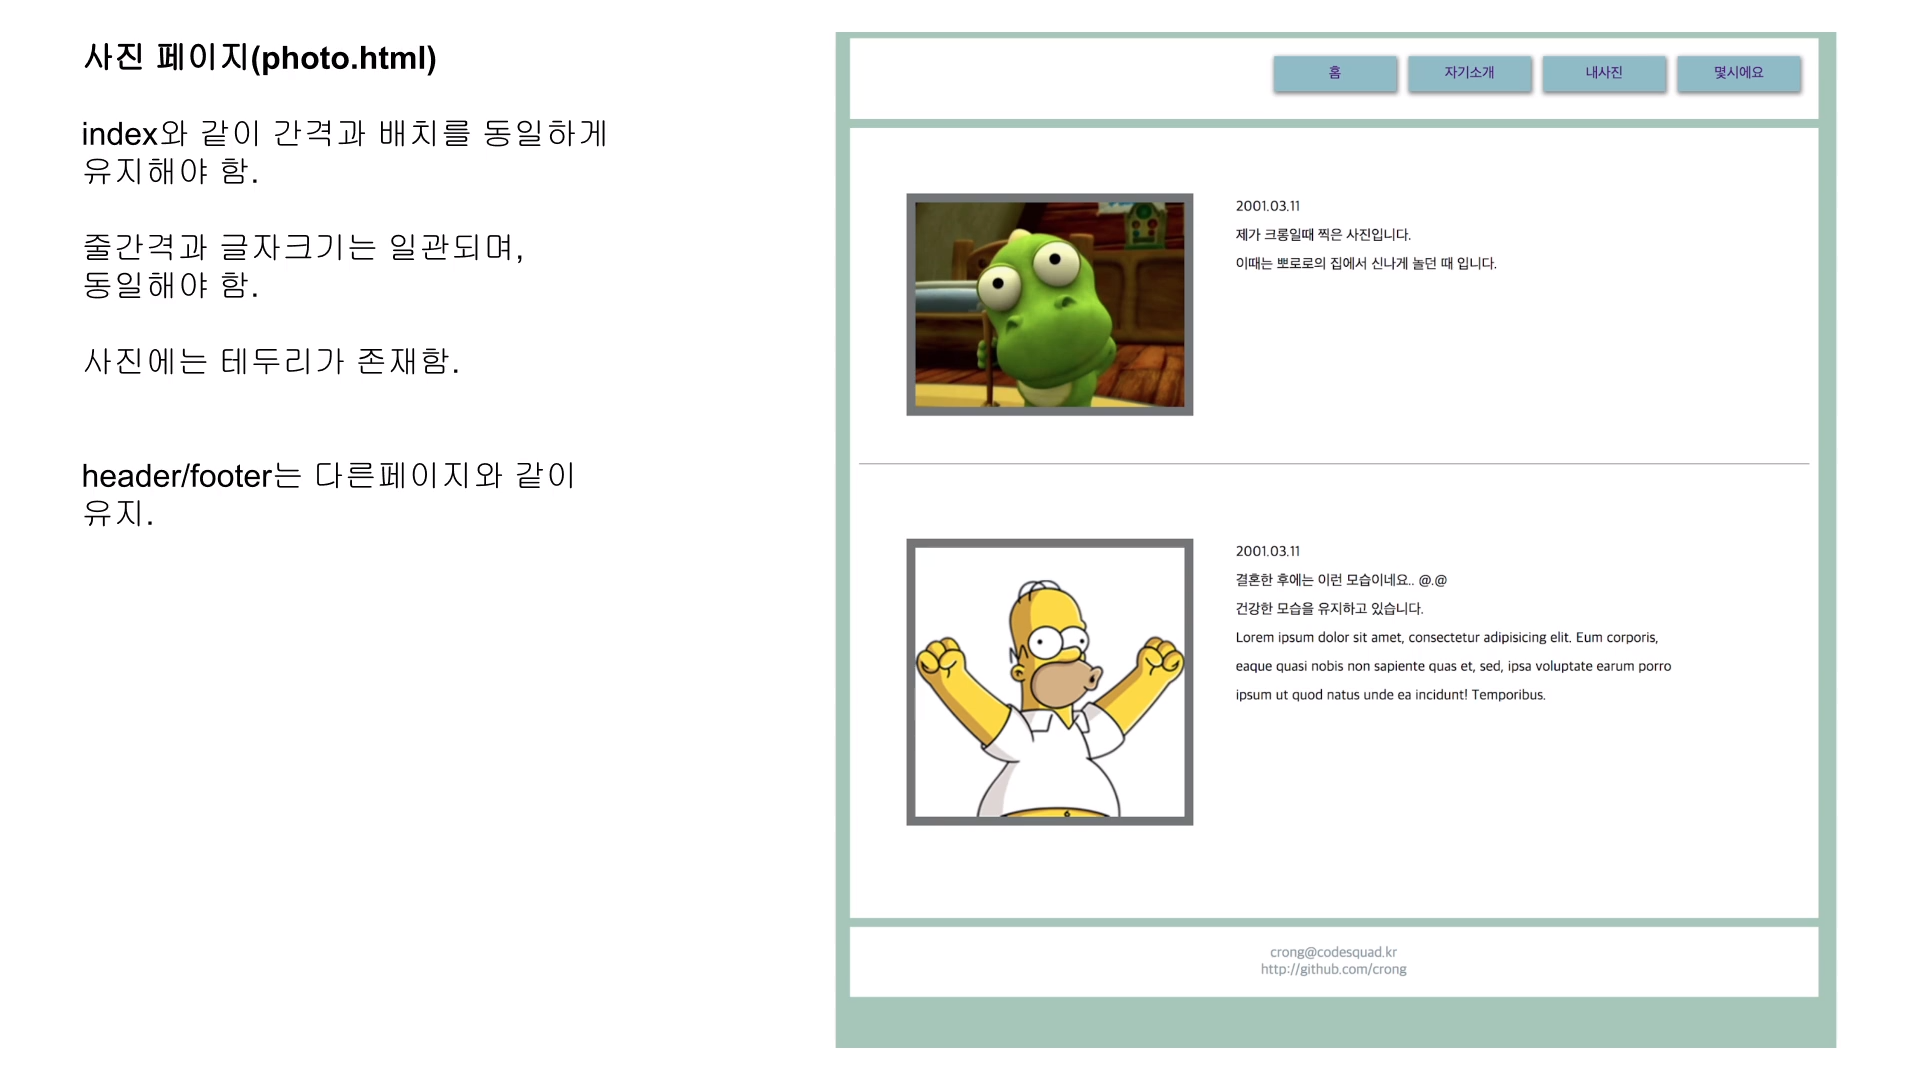 사진 페이지(photo.html)
index와 같이 간격과 배치를 동일하게
유지해야 함.
줄간격과 글자크기는 일관되며,
동일해야 함.
사진에는 테두리가 존재함.
header/footer는 다른페이지와 같이
유지.
홈 자기소개 내사진 몇시에요
2001.03.11
제가 크롱일때 찍은 사진입니다.
이때는 뽀로로의 집에서 신나게 놀던 때 입니다.
2001.03.11
결혼한 후에는 이런 모습이네요.. @.@
건강한 모습을 유지하고 있습니다.
Lorem ipsum dolor sit amet, consectetur adipisicing elit. Eum corporis,
eaque quasi nobis non sapiente quas et, sed, ipsa voluptate earum porro
ipsum ut quod natus unde ea incidunt! Temporibus.
crong@codesquad.kr
http://github.com/crong